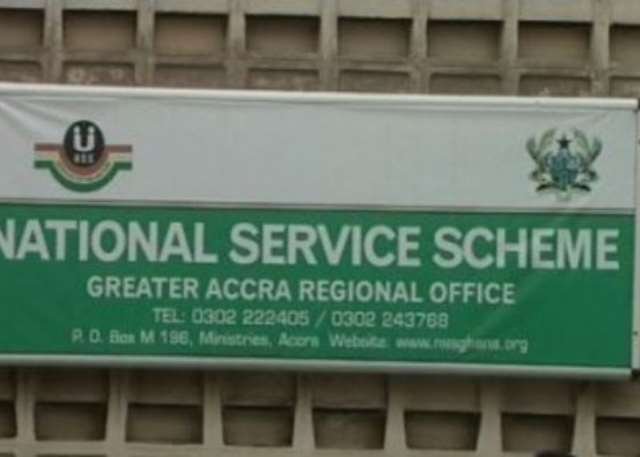 NSS
NATIONAL SERVICE SCHEME
GREATER ACCRA REGIONAL OFFICE
TEL: 0302 222405 / 0302 243768
P. O. Box M 196, Ministries, Accra Website: www.nssghana.org